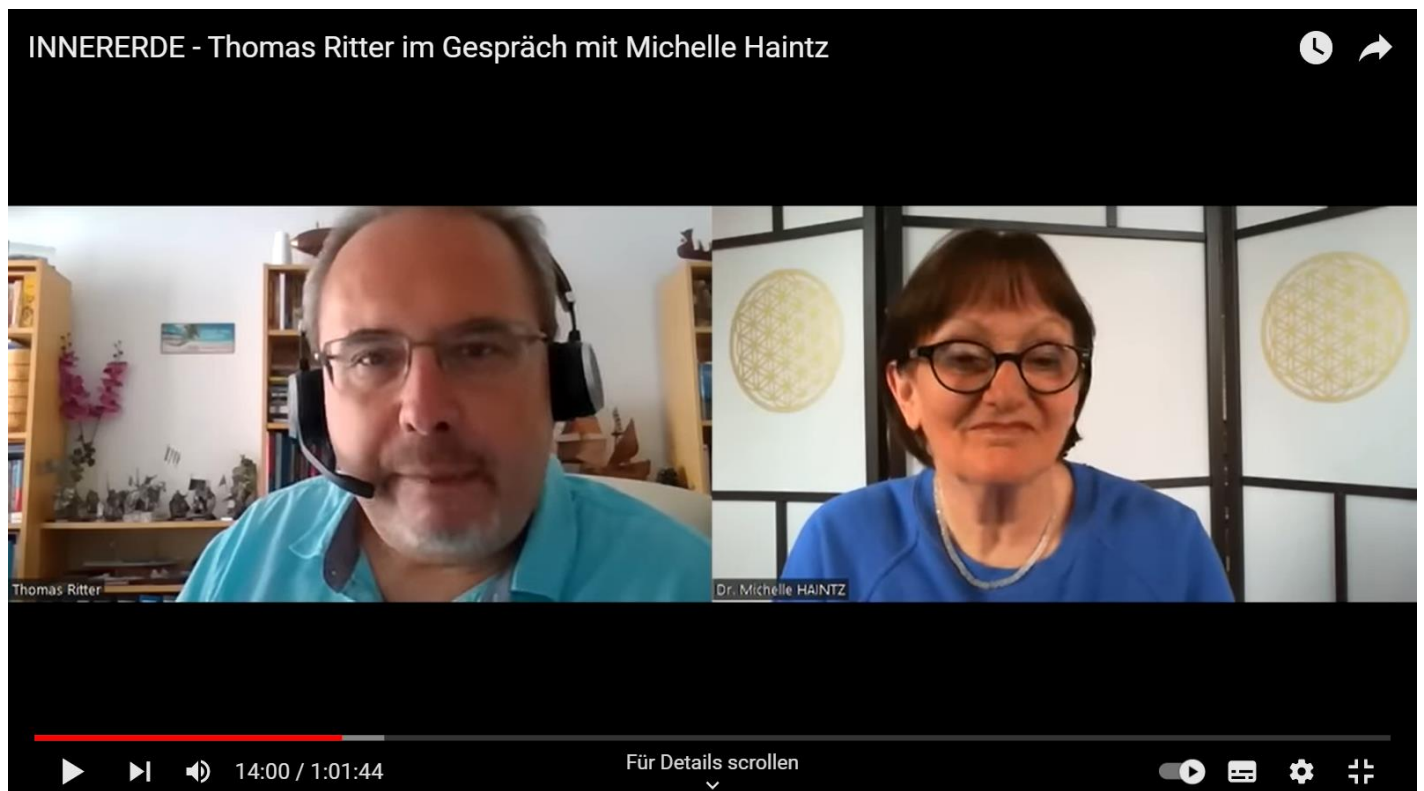 INNERERDE - Thomas Ritter im Gespräch mit Michelle Haintz
Thomas Ritter
Dr. Michelle HAINTZ
14:00 / 1:01:44
Für Details scrollen